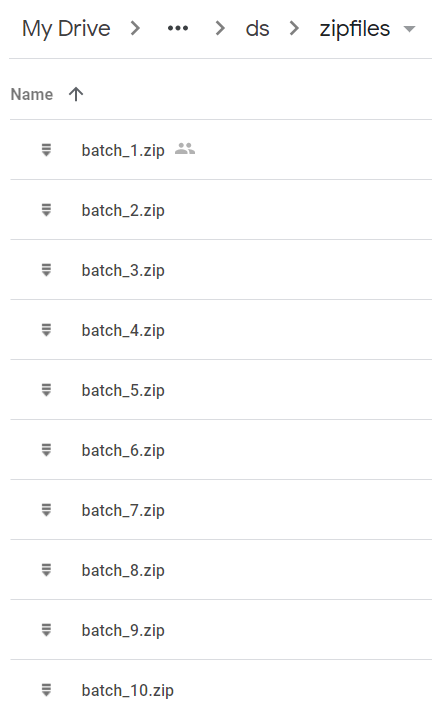 My Drive > ••• > ds > zipfiles
Name
batch_1.zip
batch_2.zip
batch_3.zip
batch_4.zip
batch_5.zip
batch_6.zip
batch_7.zip
batch_8.zip
batch_9.zip
batch_10.zip